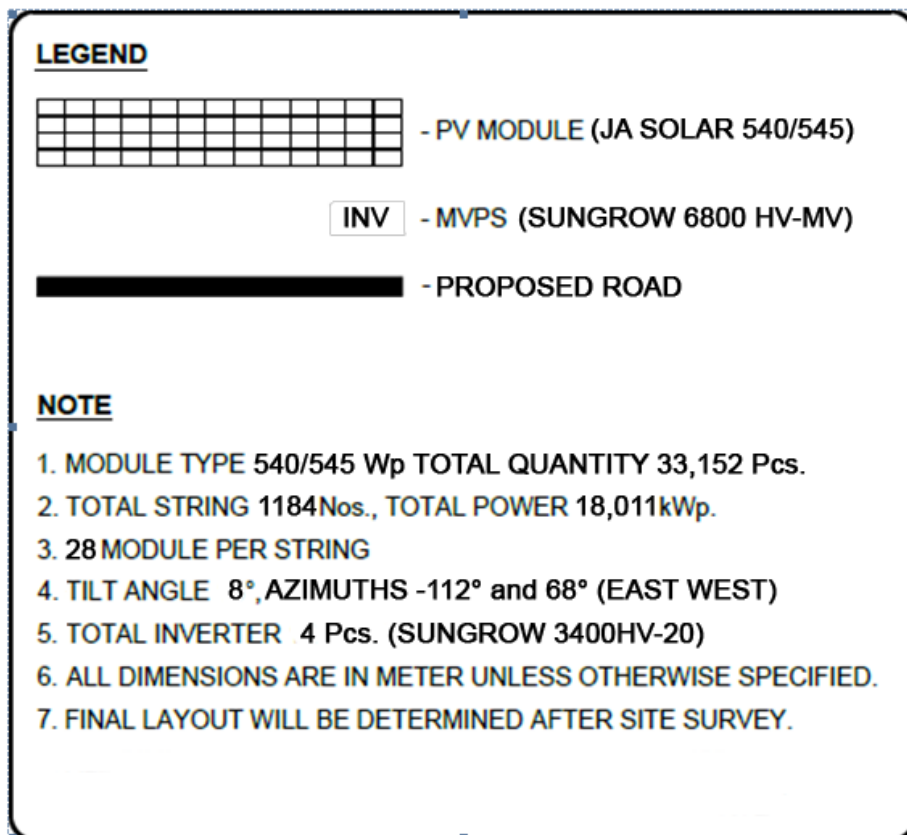 LEGEND
- PV MODULE (JA SOLAR 540/545)
INV - MVPS (SUNGROW 6800 HV-MV)
- PROPOSED ROAD
NOTE
1. MODULE TYPE 540/545 Wp TOTAL QUANTITY 33,152 Pcs.
2. TOTAL STRING 1184Nos., TOTAL POWER 18,011kWp.
3. 28 MODULE PER STRING
4. TILT ANGLE 8°, AZIMUTHS -112° and 68° (EAST WEST)
5. TOTAL INVERTER 4 Pcs. (SUNGROW 3400HV-20)
6. ALL DIMENSIONS ARE IN METER UNLESS OTHERWISE SPECIFIED.
7. FINAL LAYOUT WILL BE DETERMINED AFTER SITE SURVEY.